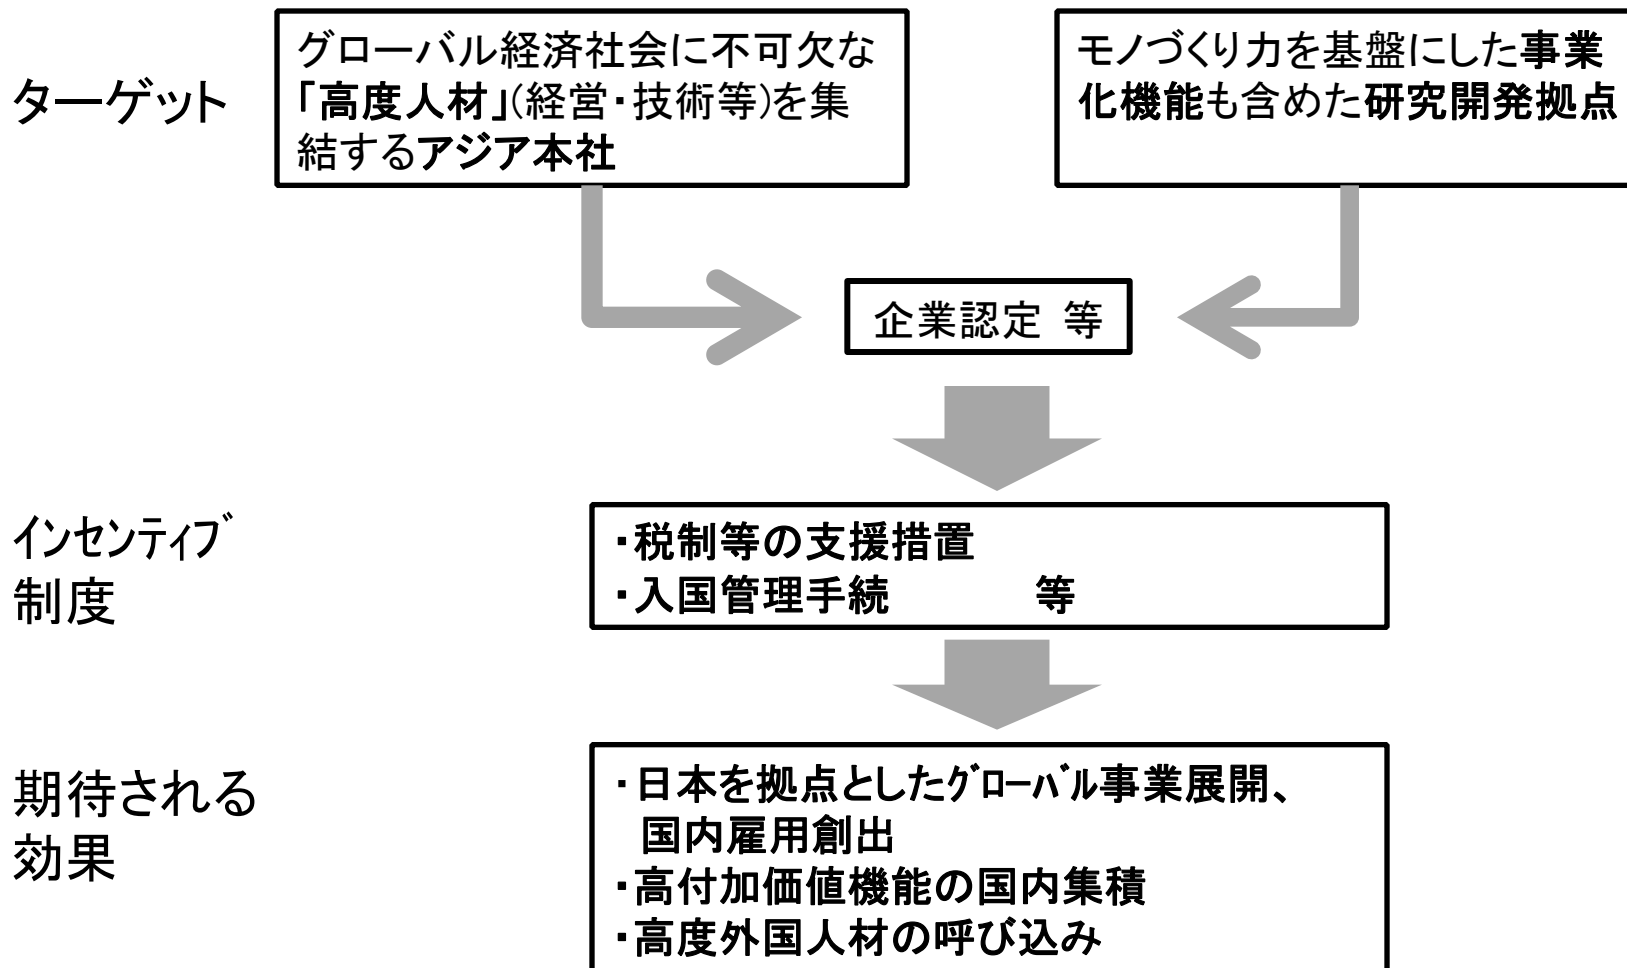 ターゲット
グローバル経済社会に不可欠な
「高度人材」(経営・技術等)を集
結するアジア本社
モノづくり力を基盤にした事業
化機能も含めた研究開発拠点
企業認定 等
インセンティブ
制度
・税制等の支援措置
・入国管理手続 等
期待される
効果
・日本を拠点としたグローバル事業展開、
国内雇用創出
・高付加価値機能の国内集積
・高度外国人材の呼び込み